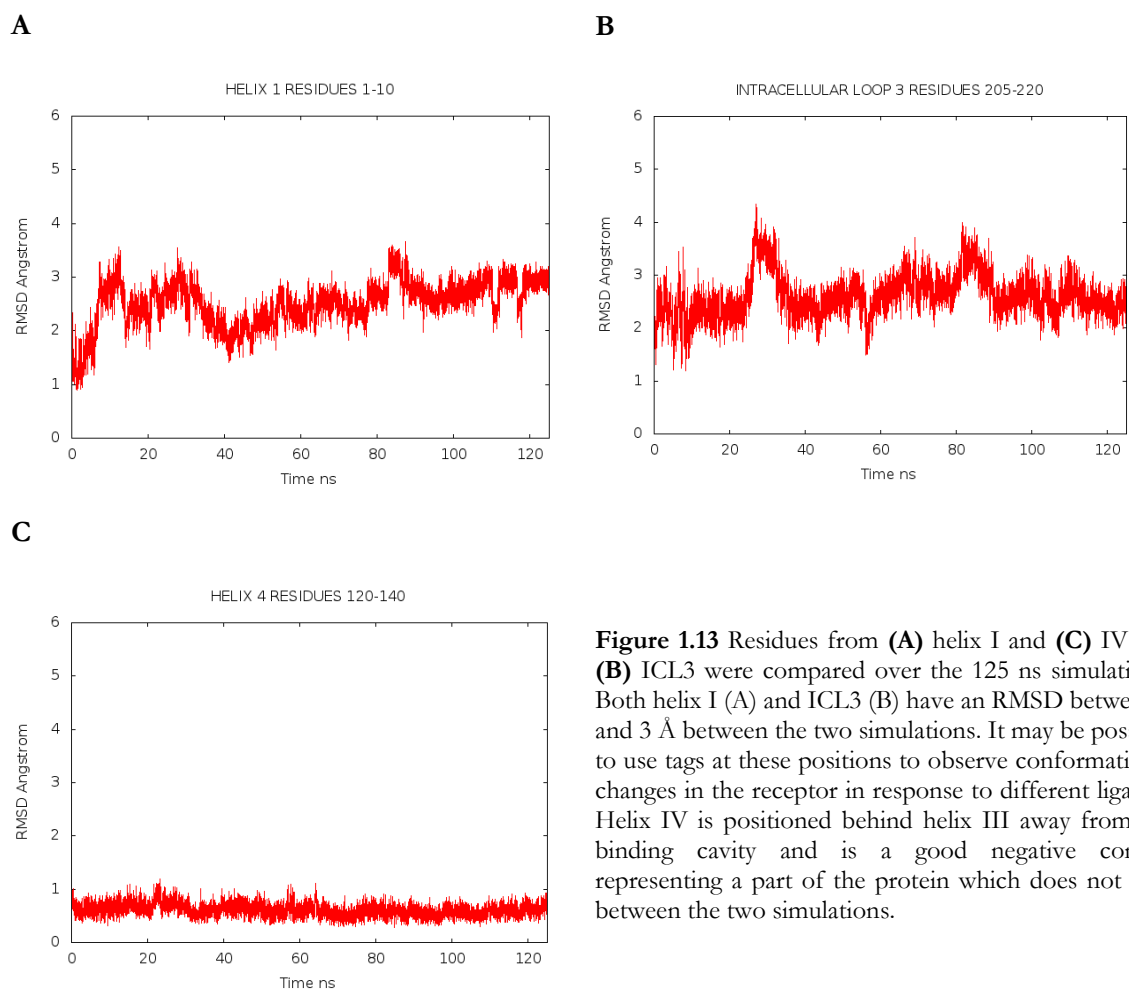 A
B
HELIX 1 RESIDUES 1-10
6
5
4
3
2
1
0
RMSD Angstrom
0 20 40 60 80 100 120
Time ns
INTRACELLULAR LOOP 3 RESIDUES 205-220
6
5
4
3
2
1
0
RMSD Angstrom
0 20 40 60 80 100 120
Time ns
C
HELIX 4 RESIDUES 120-140
6
5
4
3
2
1
0
RMSD Angstrom
0 20 40 60 80 100 120
Time ns
Figure 1.13 Residues from (A) helix I and (C) IV
(B) ICL3 were compared over the 125 ns
Both helix I (A) and ICL3 (B) have an RMSD
and 3 Å between the two simulations. It may be
to use tags at these positions to observe
changes in the receptor in response to different
Helix IV is positioned behind helix III away from
binding cavity and is a good negative
representing a part of the protein which does not
between the two simulations.